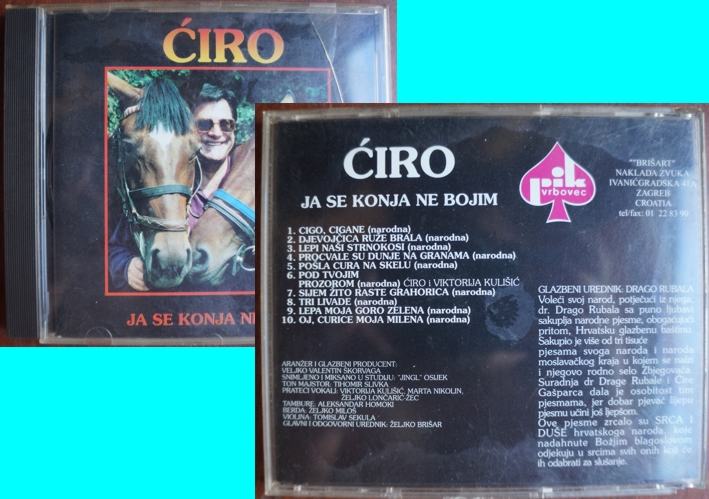 ĆIRO
JA SE KONJA NE
ĆIRO
JA SE KONJA NE BOJIM
1. CIGO, CIGANE (narodna)
2. DJEVOJČICA RUŽE BRALA (narodna)
3. LEPI NAŠI STRNOKOSI (narodna)
4. PROCVALE SU DUNJE NA GRANAMA (narodna)
5. POŠLA CURA NA SKELU (narodna)
6. POD TVOJIM
PROZOROM (narodna) ĆIRO i VIKTORIJA KULIŠIĆ
7. SIJEM ŽITO RASTE GRAHORICA (narodna)
8. TRI LIVADE (narodna)
9. LEPA MOJA GORO ZELENA (narodna)
10. OJ, CURICE MOJA MILENA (narodna)
pik
vrbovec
""BRIŠART"
NAKLADA ZVUKA
IVANIĆGRADSKA 41A
ZAGREB
CROATIA
tel/fax: 01 22 83 90
ARANŽER I GLAZBENI PRODUCENT:
VELJKO VALENTIN ŠKORVAGA
SNIMLJENO I MIKSANO U STUDIJU: "JINGL" OSIJEK
TON MAJSTOR: TIHOMIR SLIVKA
PRATEĆI VOKALI: VIKTORIJA KULIŠIĆ, MARTA NIKOLIN,
ŽELJKO LONČARIĆ-ŽEC
TAMBURE: ALEKSANDAR HOMOKI
BERDA: ŽELJKO MILOŠ
VIOLINA: TOMISLAV SEKULA
GLAVNI I ODGOVORNI UREDNIK: ŽELJKO BRIŠAR
GLAZBENI UREDNIK: DRAGO RUBALA
Voleći svoj narod, potječući iz njega,
dr. Drago Rubala sa puno ljubavi
sakuplja narodne pjesme, obogaćujući
pritom, Hrvatsku glazbenu baštinu.
Sakupio je više od tri tisuće
pjesama svoga naroda i naroda
moslavačkog kraja u kojem se nalzi
i njegovo rodno selo Zbjegovača.
Suradnja dr Drage Rubale i Ćire
Gašparca dala je osobitost tim
pjesmama, jer dobar pjevač lijepu
pjesmu učini još ljepšom.
Ove pjesme zrcalo su SRCA I
DUŠE hrvatskoga naroda koje
nadahnute Božjim blagoslovom
odjekuju u srcima svih onih koji će
ih odabrati za slušanje.